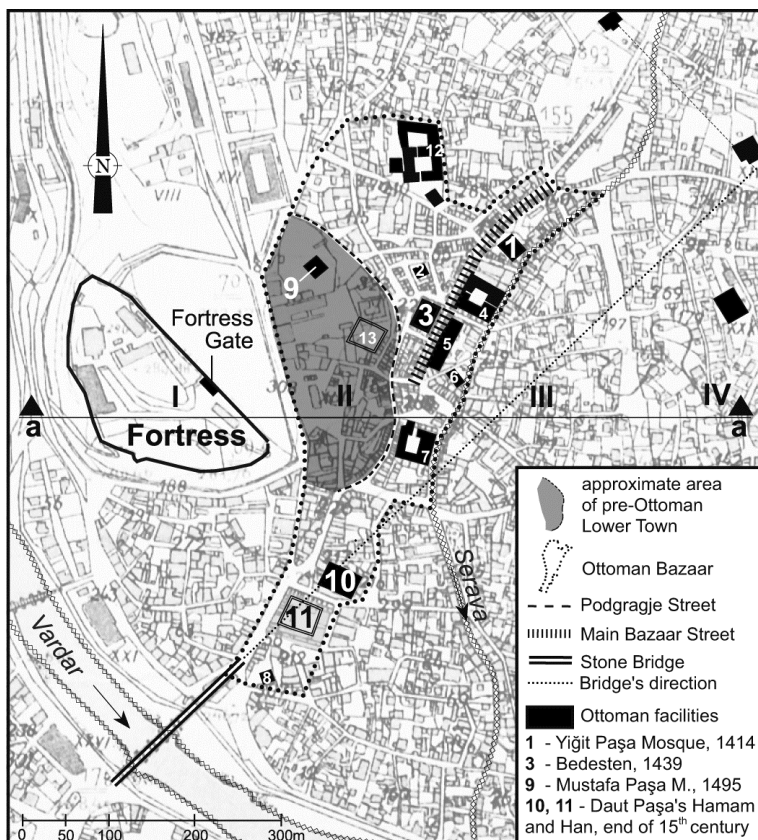 N
VIII
12
1
2
9
4
3
5
13
6
Fortress
Gate
I
II
III
IV
a
a
Fortress
7
10
11
8
Vardar
Serava
approximate area
of pre-Ottoman
Lower Town
Ottoman Bazaar
Podgragje Street
Main Bazaar Street
Stone Bridge
Bridge's direction
Ottoman facilities
1 - Yiğit Paşa Mosque, 1414
3 - Bedesten, 1439
9 - Mustafa Paşa M., 1495
10, 11 - Daut Paşa's Hamam
and Han, end of 15th century
0 50 100 200 300m